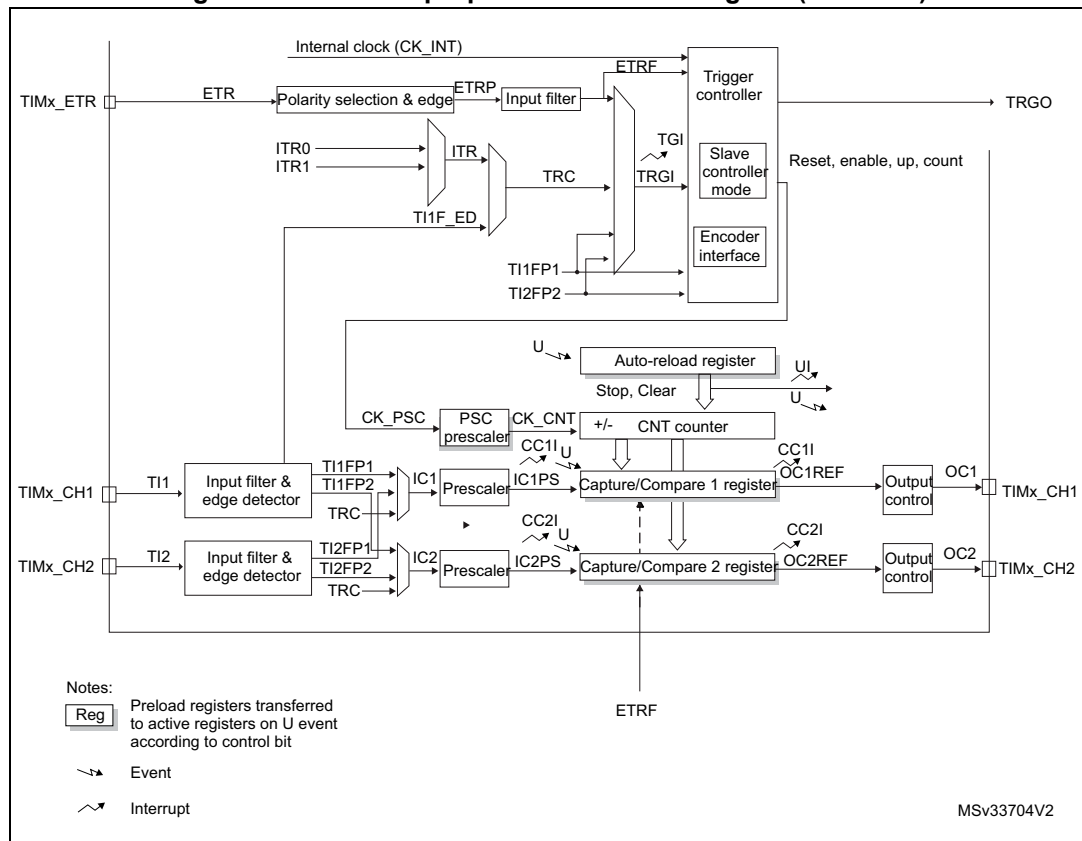 Internal clock (CK_INT)
ETRF
Trigger
controller
TIMx_ETR
ETR
Polarity selection & edge
ETRP
Input filter
TRGO
ITR0
ITR1
ITR
TGI
TRC
TRGI
Slave
controller
mode
Reset, enable, up, count
TI1F_ED
Encoder
interface
TI1FP1
TI2FP2
U
Auto-reload register
UI
Stop, Clear
U
CK_PSC
PSC
prescaler
CK_CNT
+/-
CNT counter
CC1I
U
CC1I
TIMx_CH1
TI1
Input filter &
edge detector
TI1FP1
TI1FP2
TRC
IC1
Prescaler
IC1PS
Capture/Compare 1 register
OC1REF
Output
control
OC1
TIMx_CH1
CC2I
U
CC2I
TIMx_CH2
TI2
Input filter &
edge detector
TI2FP1
TI2FP2
TRC
IC2
Prescaler
IC2PS
Capture/Compare 2 register
OC2REF
Output
control
OC2
TIMx_CH2
ETRF
Notes:
Reg
Preload registers transferred
to active registers on U event
according to control bit
Event
Interrupt
MSv33704V2